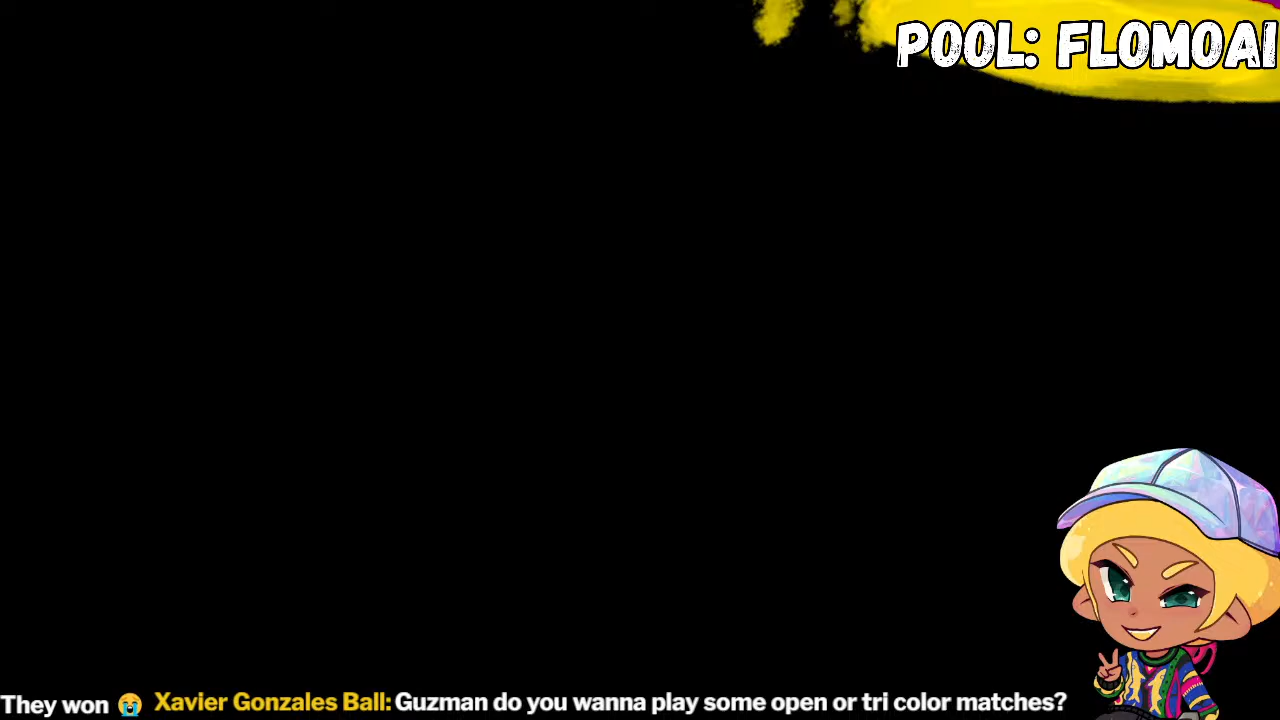 POOL: FLOMOAI
They won 😭 Xavier Gonzales Ball: Guzman do you wanna play some open or tri color matches?